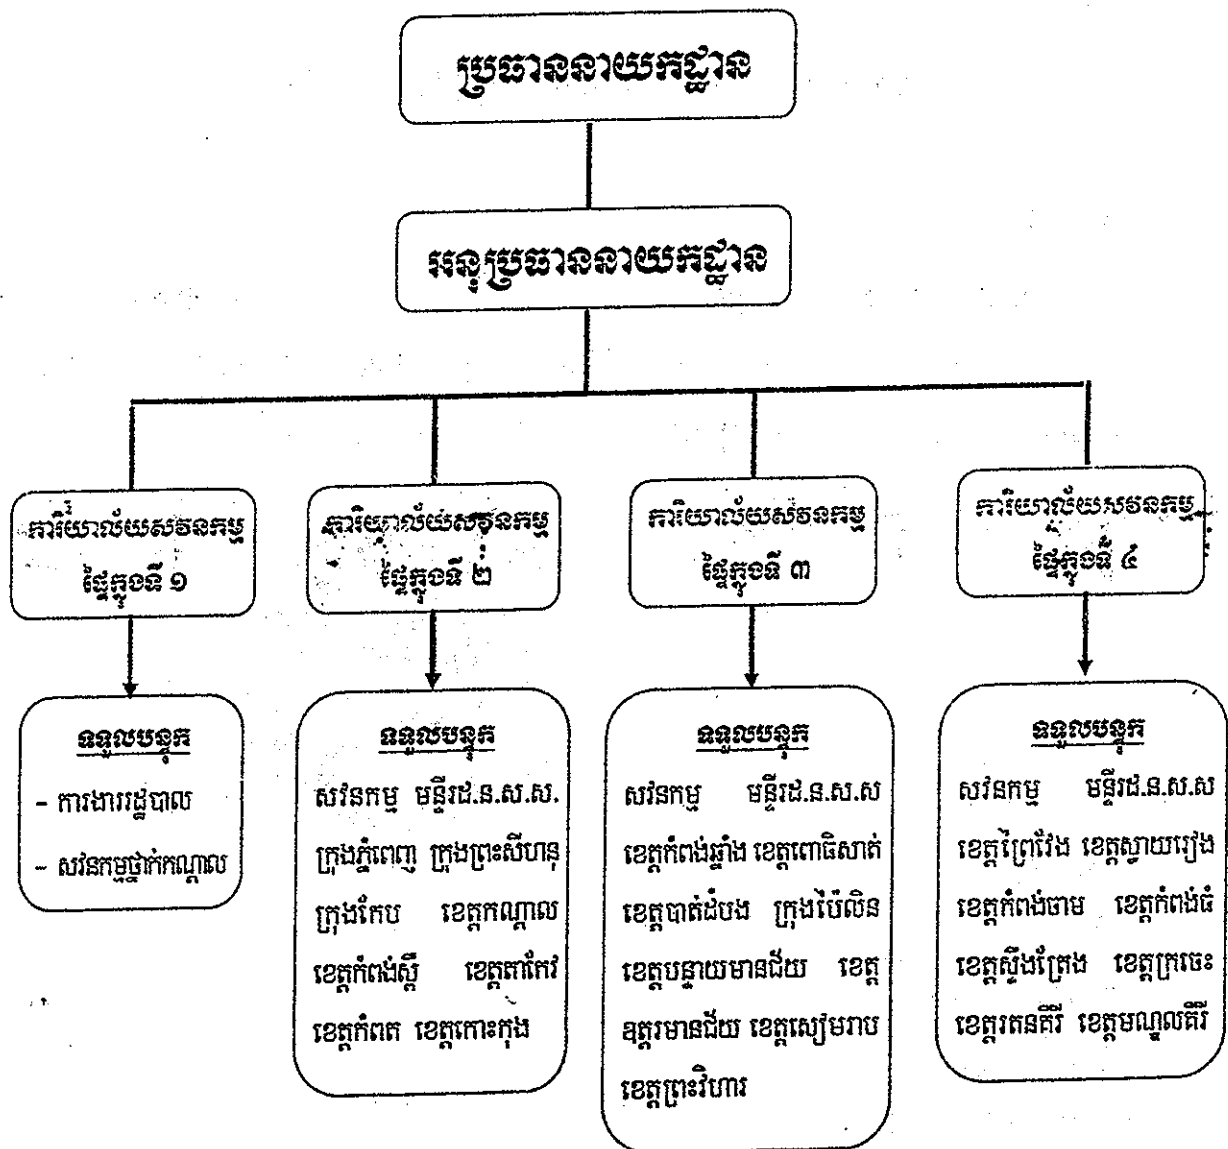 ប្រធាននាយកដ្ឋាន
អនុប្រធាននាយកដ្ឋាន
ការិយាល័យសវនកម្ម
ផ្ទៃក្នុងទី ១
ការិយាល័យសវនកម្ម
ផ្ទៃក្នុងទី ២
ការិយាល័យសវនកម្ម
ផ្ទៃក្នុងទី ៣
ការិយាល័យសវនកម្ម
ផ្ទៃក្នុងទី ៤
ទទួលបន្ទុក
- ការងាររដ្ឋបាល
- សវនកម្មថ្នាក់កណ្តាល
ទទួលបន្ទុក
សវនកម្ម មន្ទីរដ.ន.ស.ស.
ក្រុងភ្នំពេញ ក្រុងព្រះសីហនុ
ក្រុងកែប ខេត្តកណ្តាល
ខេត្តកំពង់ស្ពឺ ខេត្តតាកែវ
ខេត្តកំពត ខេត្តកោះកុង
ទទួលបន្ទុក
សវនកម្ម មន្ទីរដ.ន.ស.ស
ខេត្តកំពង់ឆ្នាំង ខេត្តពោធិសាត់
ខេត្តបាត់ដំបង ក្រុងប៉ៃលិន
ខេត្តបន្ទាយមានជ័យ ខេត្ត
ឧត្តរមានជ័យ ខេត្តសៀមរាប
ខេត្តព្រះវិហារ
ទទួលបន្ទុក
សវនកម្ម មន្ទីរដ.ន.ស.ស
ខេត្តព្រៃវែង ខេត្តស្វាយរៀង
ខេត្តកំពង់ចាម ខេត្តកំពង់ធំ
ខេត្តស្ទឹងត្រែង ខេត្តក្រចេះ
ខេត្តរតនគិរី ខេត្តមណ្ឌលគិរី